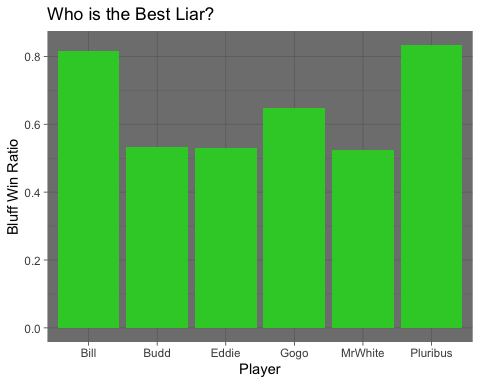 Who is the Best Liar?
0.8
0.6
0.4
0.2
0.0
Bluff Win Ratio
Bill Budd Eddie Gogo MrWhite Pluribus
Player